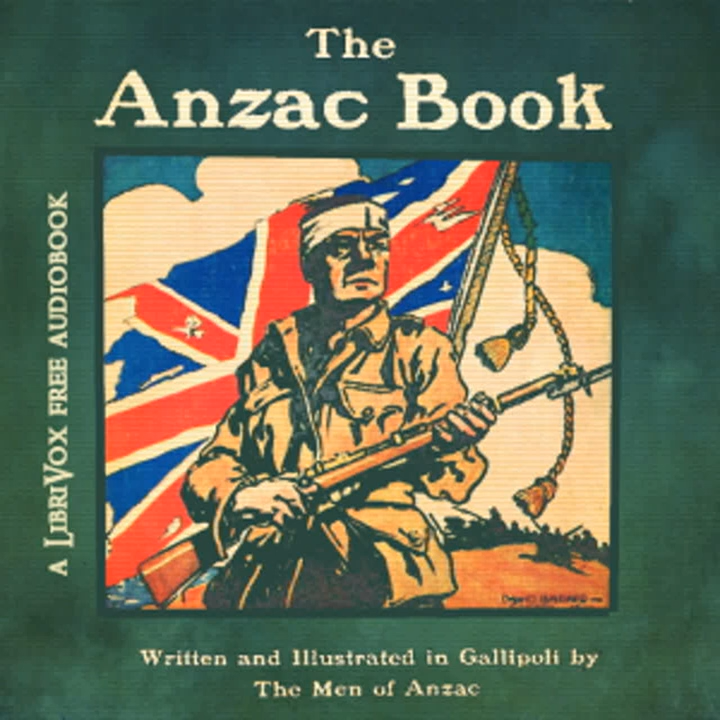 The
Anzac Book
A LIBRIVOX FREE AUDIOBOOK
Written and Illustrated in Gallipoli by
The Men of Anzac